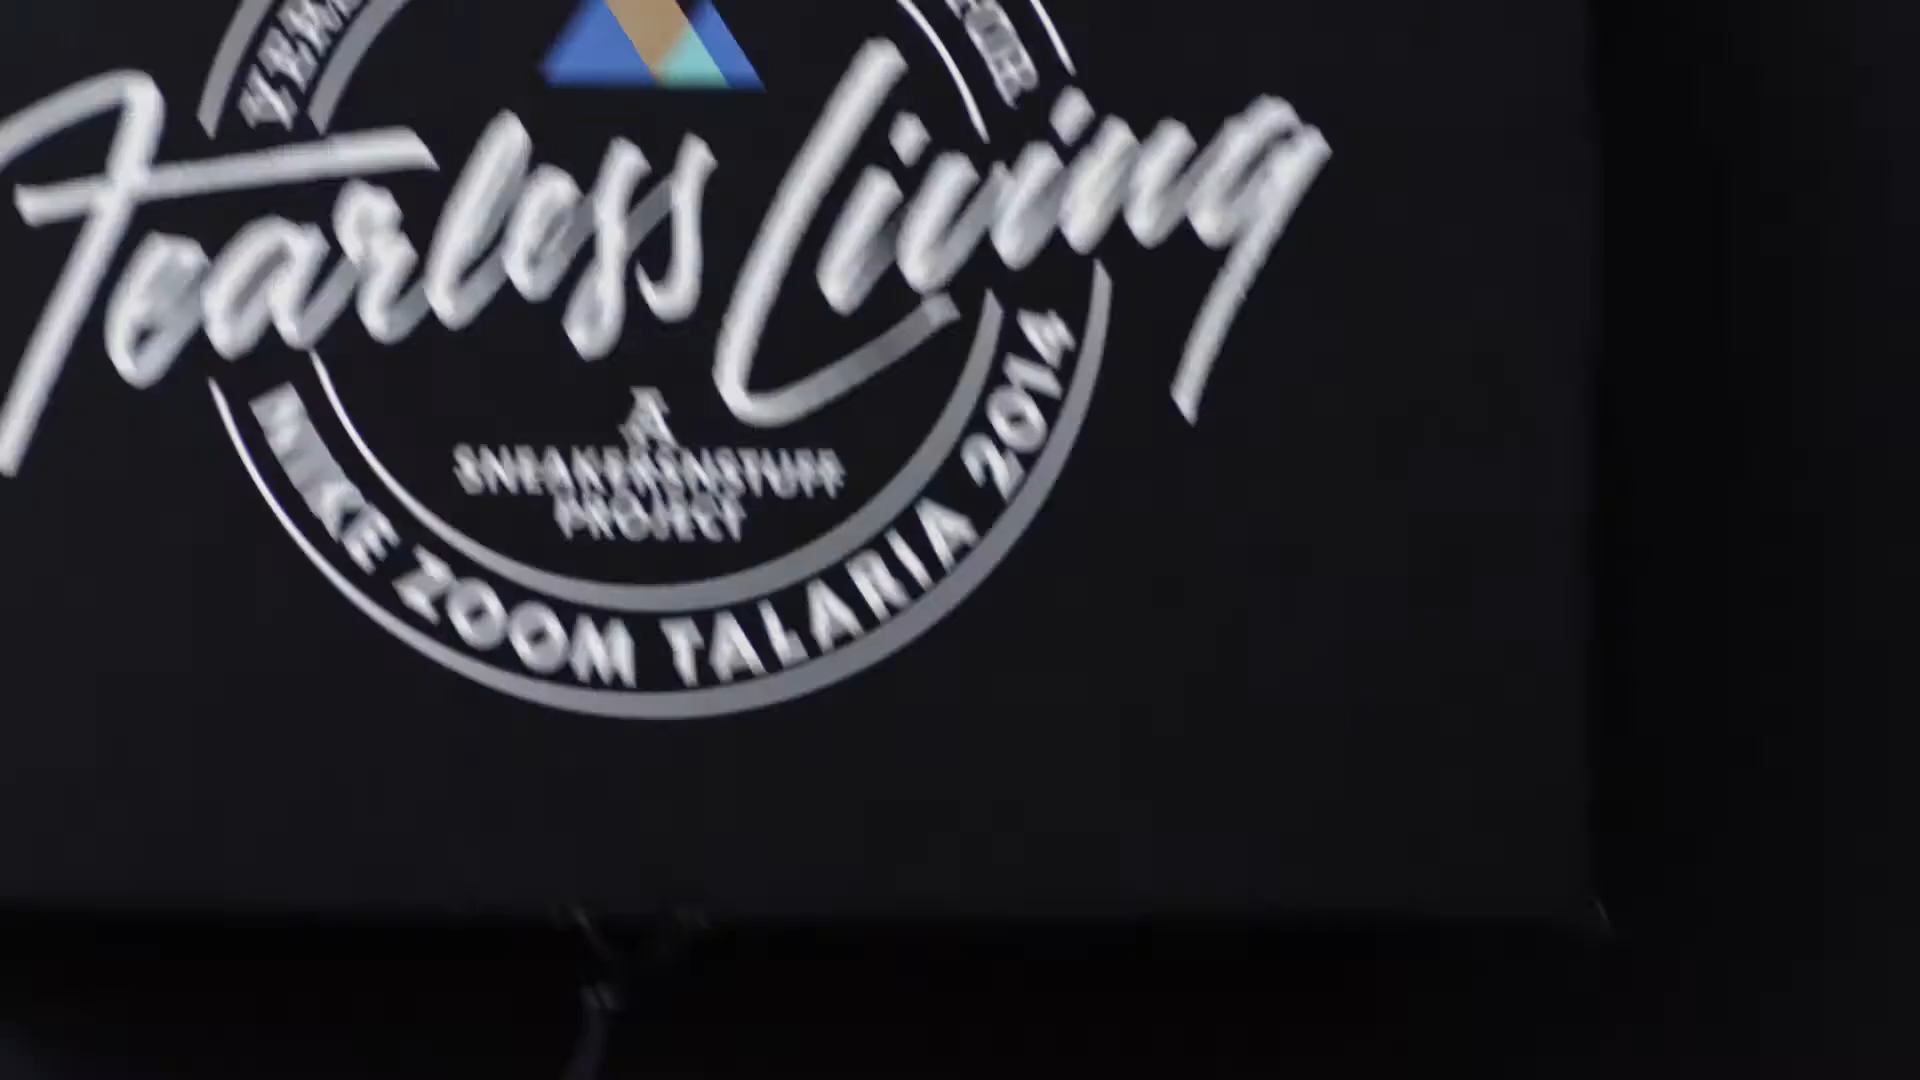 Fearless Living
A
SNEAKERSNSTUFF
PROJECT
NIKE ZOOM TALARIA 2014